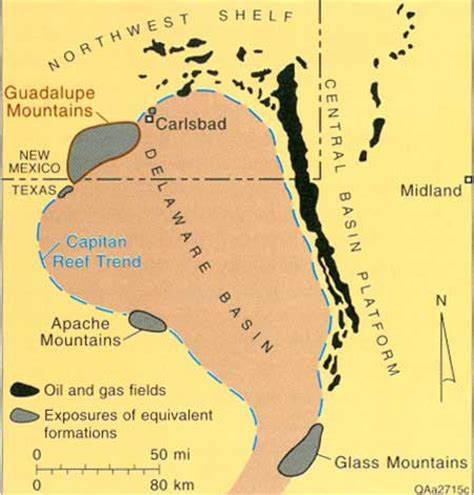 NORTHWEST SHELF
Guadalupe
Mountains
Carlsbad
NEW
MEXICO
TEXAS
DELAWARE BASIN
CENTRAL BASIN PLATFORM
Midland
Capitan
Reef Trend
Apache
Mountains
N
Oil and gas fields
Exposures of equivalent
formations
0 50 mi
0 80 km
Glass Mountains
QAa2715c